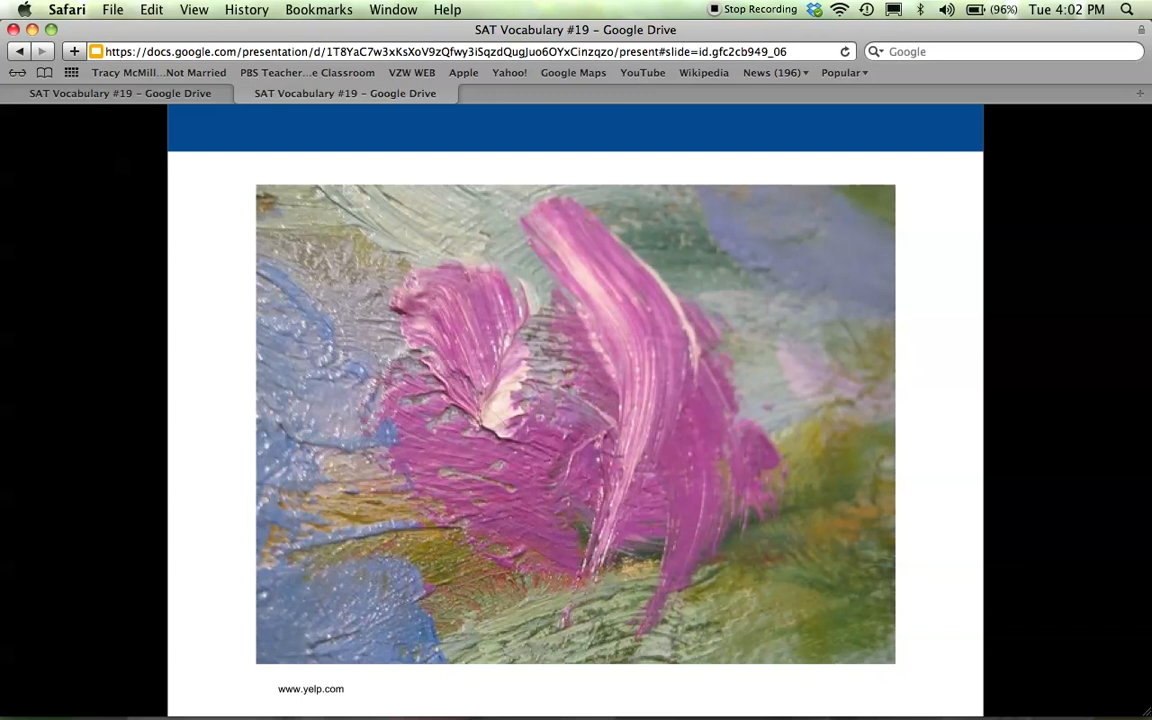 Safari File Edit View History Bookmarks Window Help Stop Recording (96%) Tue 4:02 PM
SAT Vocabulary #19 - Google Drive
https://docs.google.com/presentation/d/1T8YaC7w3xKsXoV9zQfwy3iSqzdQugJuo6OYxCinzqzo/present#slide=id.gfc2cb949_06 Google
Tracy McMill...Not Married PBS Teacher...e Classroom VZW WEB Apple Yahoo! Google Maps YouTube Wikipedia News (196) Popular
SAT Vocabulary #19 - Google Drive SAT Vocabulary #19 - Google Drive
www.yelp.com